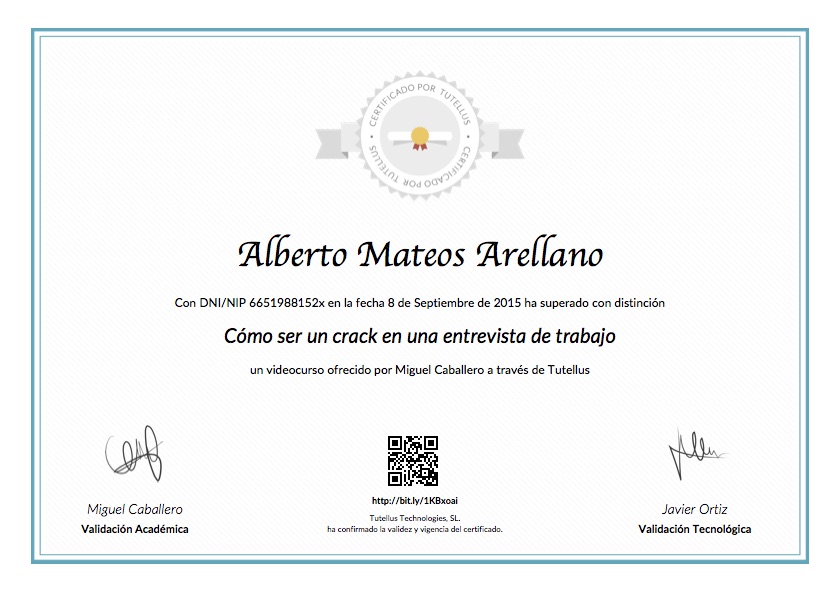 CERTIFICADO POR TUTELLUS
CERTIFICADO POR TUTELLUS
Alberto Mateos Arellano
Con DNI/NIP 6651988152x en la fecha 8 de Septiembre de 2015 ha superado con distinción
Cómo ser un crack en una entrevista de trabajo
un videocurso ofrecido por Miguel Caballero a través de Tutellus
http://bit.ly/1KBxoai
Miguel Caballero
Javier Ortiz
Tutellus Technologies, SL.
Validación Académica
ha confirmado la validez y vigencia del certificado.
Validación Tecnológica